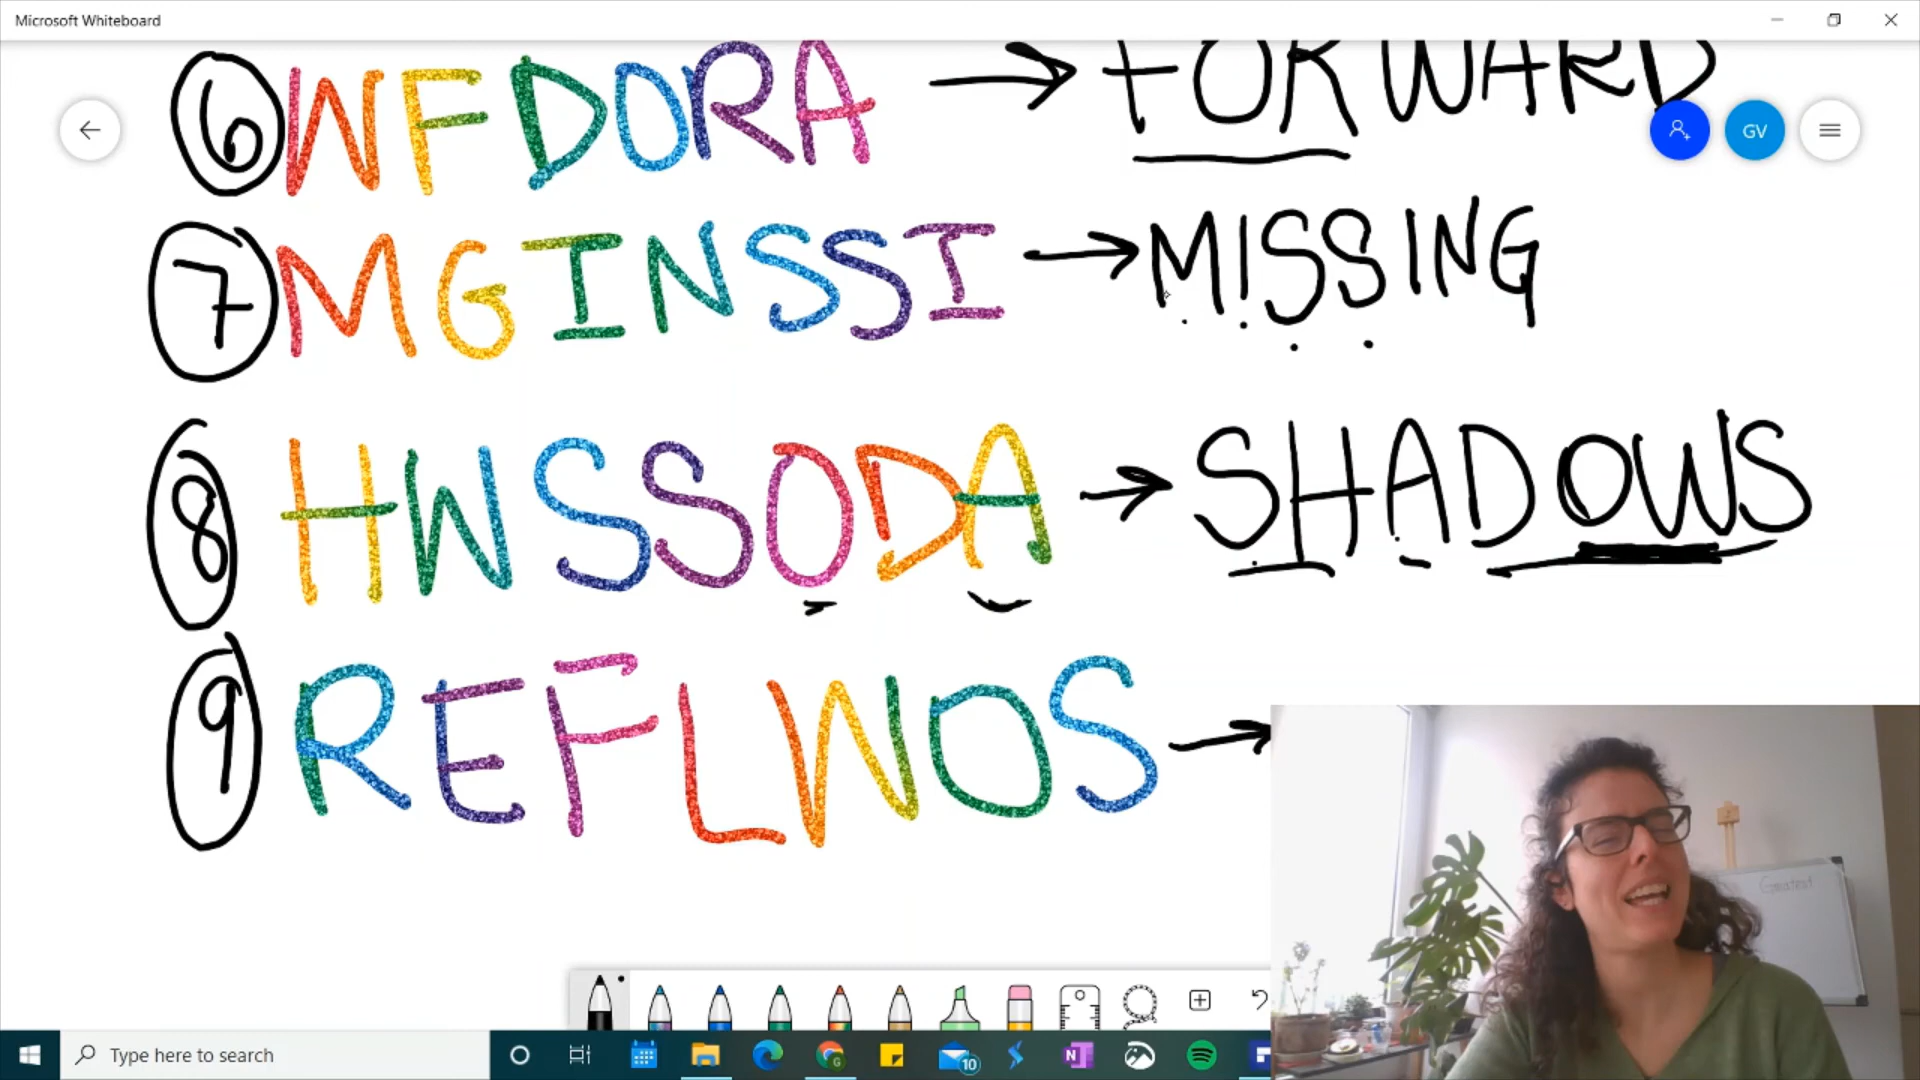 Microsoft Whiteboard
6 WFDORA → FORWARD
GV
7 MGINSSI → MISSING
8 HWSSODA → SHADOWS
9 REFLWOS →
Greatest
Type here to search
10